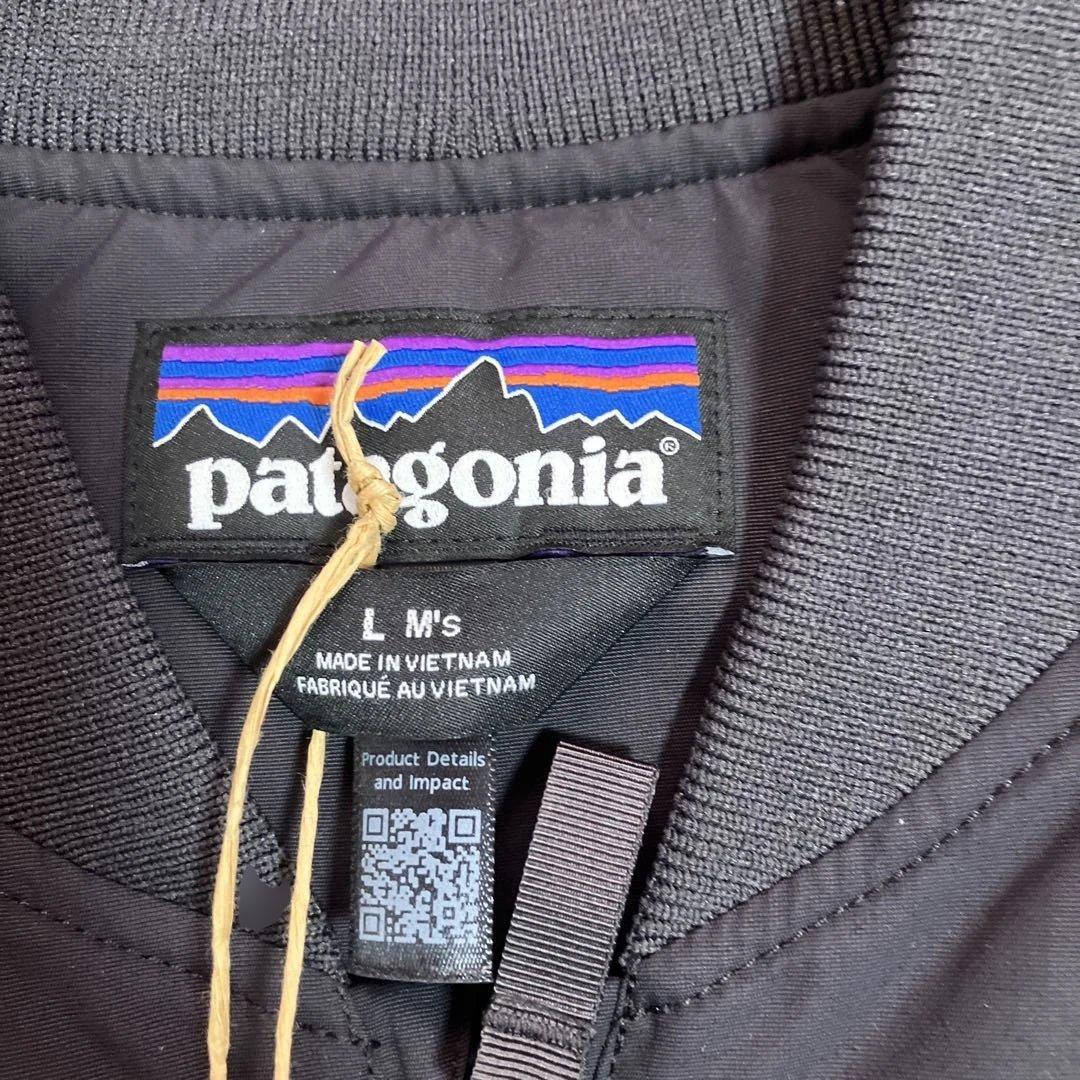 patagonia®
L M's
MADE IN VIETNAM
FABRIQUÉ AU VIETNAM
Product Details
and Impact